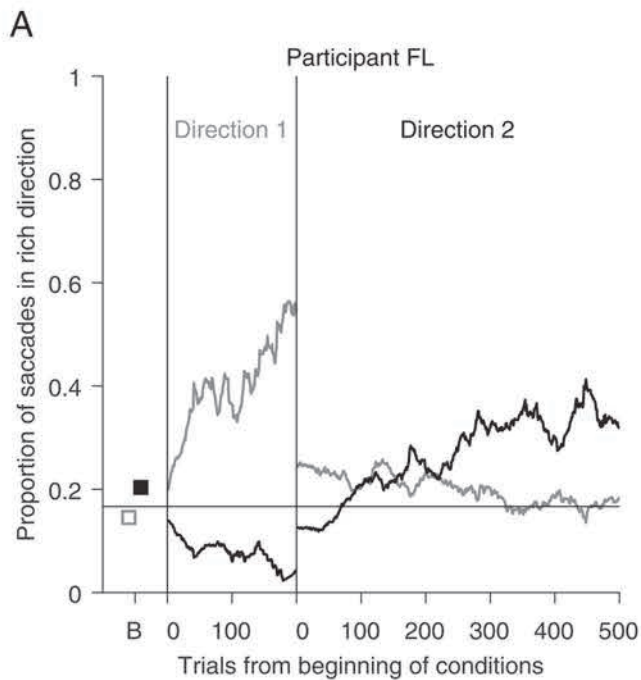 A
Participant FL
Direction 1
Direction 2
Proportion of saccades in rich direction
1
0.8
0.6
0.4
0.2
0
B 0 100 0 100 200 300 400 500
Trials from beginning of conditions